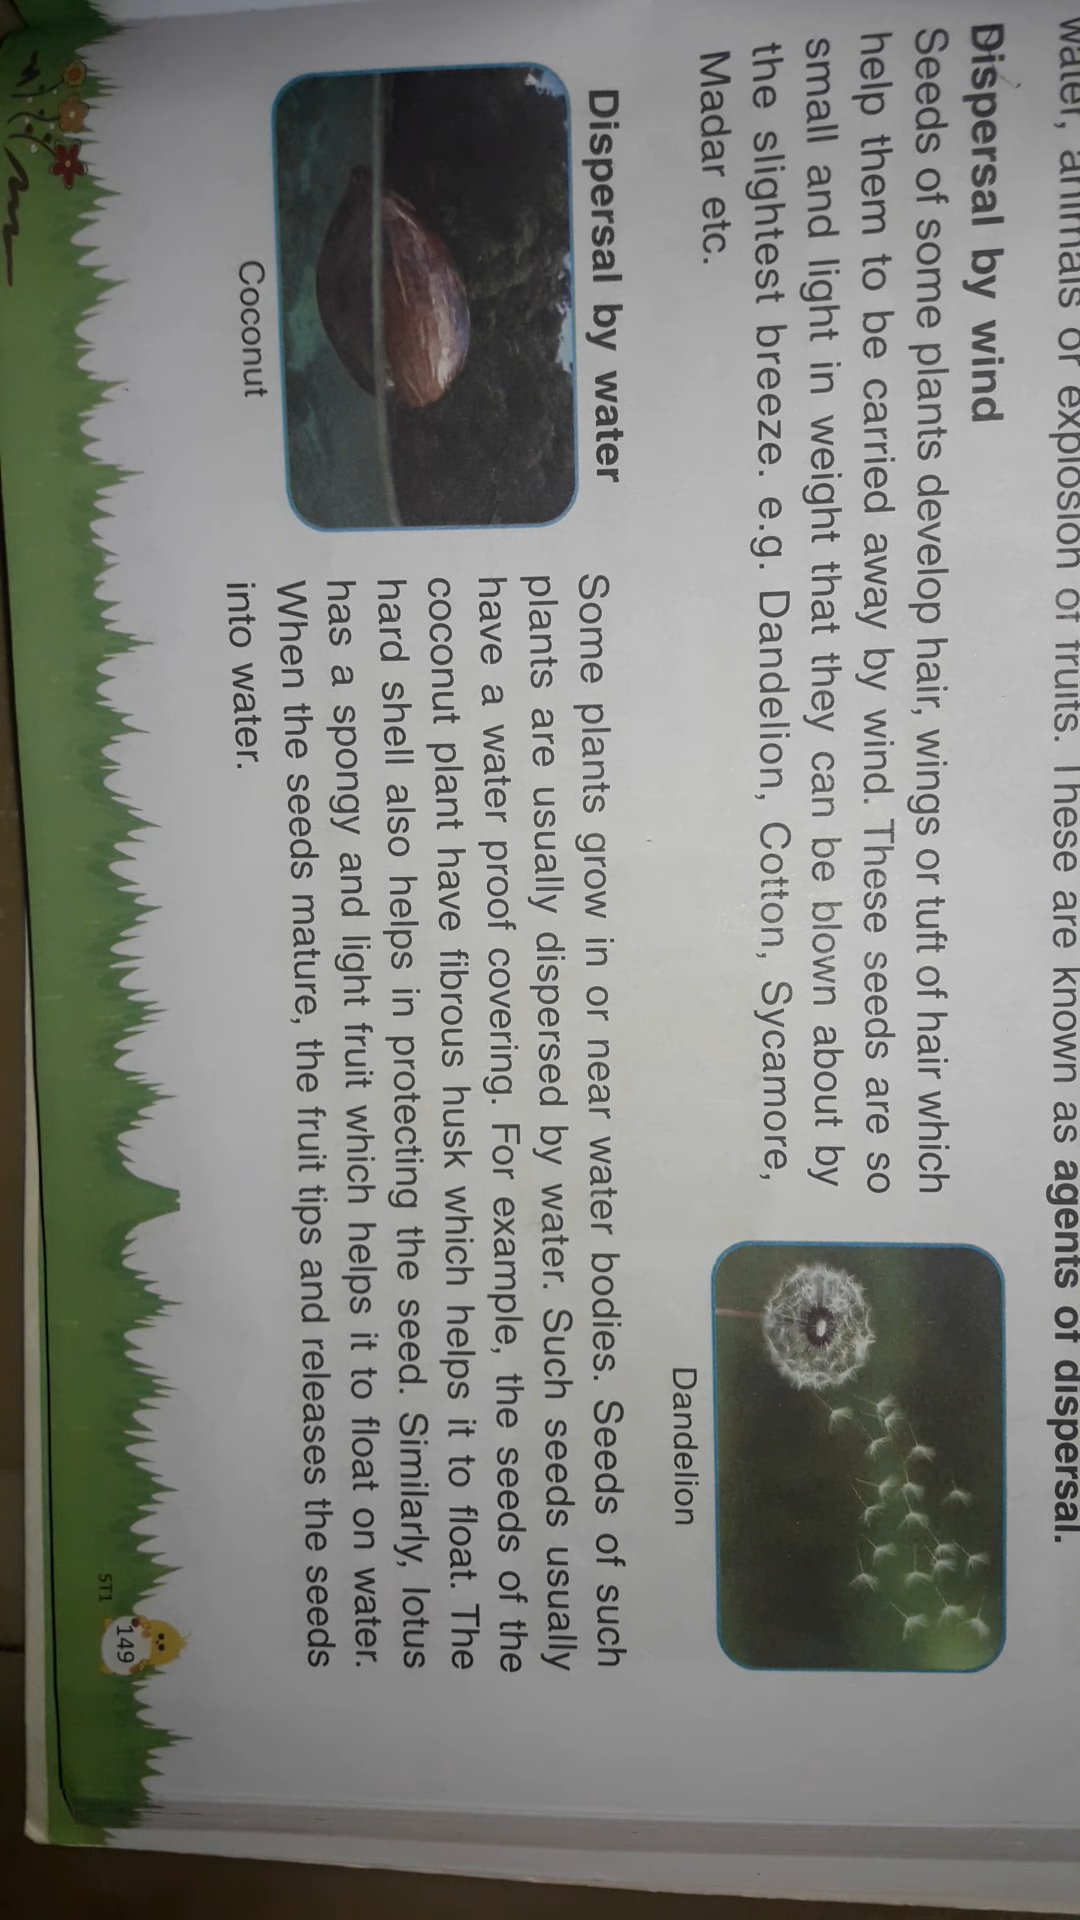 water, animals or explosion of fruits. These are known as agents of dispersal.
Dispersal by wind
Seeds of some plants develop hair, wings or tuft of hair which
help them to be carried away by wind. These seeds are so
small and light in weight that they can be blown about by
the slightest breeze. e.g. Dandelion, Cotton, Sycamore,
Madar etc.
Dandelion
Dispersal by water
Coconut
Some plants grow in or near water bodies. Seeds of such
plants are usually dispersed by water. Such seeds usually
have a water proof covering. For example, the seeds of the
coconut plant have fibrous husk which helps it to float. The
hard shell also helps in protecting the seed. Similarly, lotus
has a spongy and light fruit which helps it to float on water.
When the seeds mature, the fruit tips and releases the seeds
into water.
5T1
149